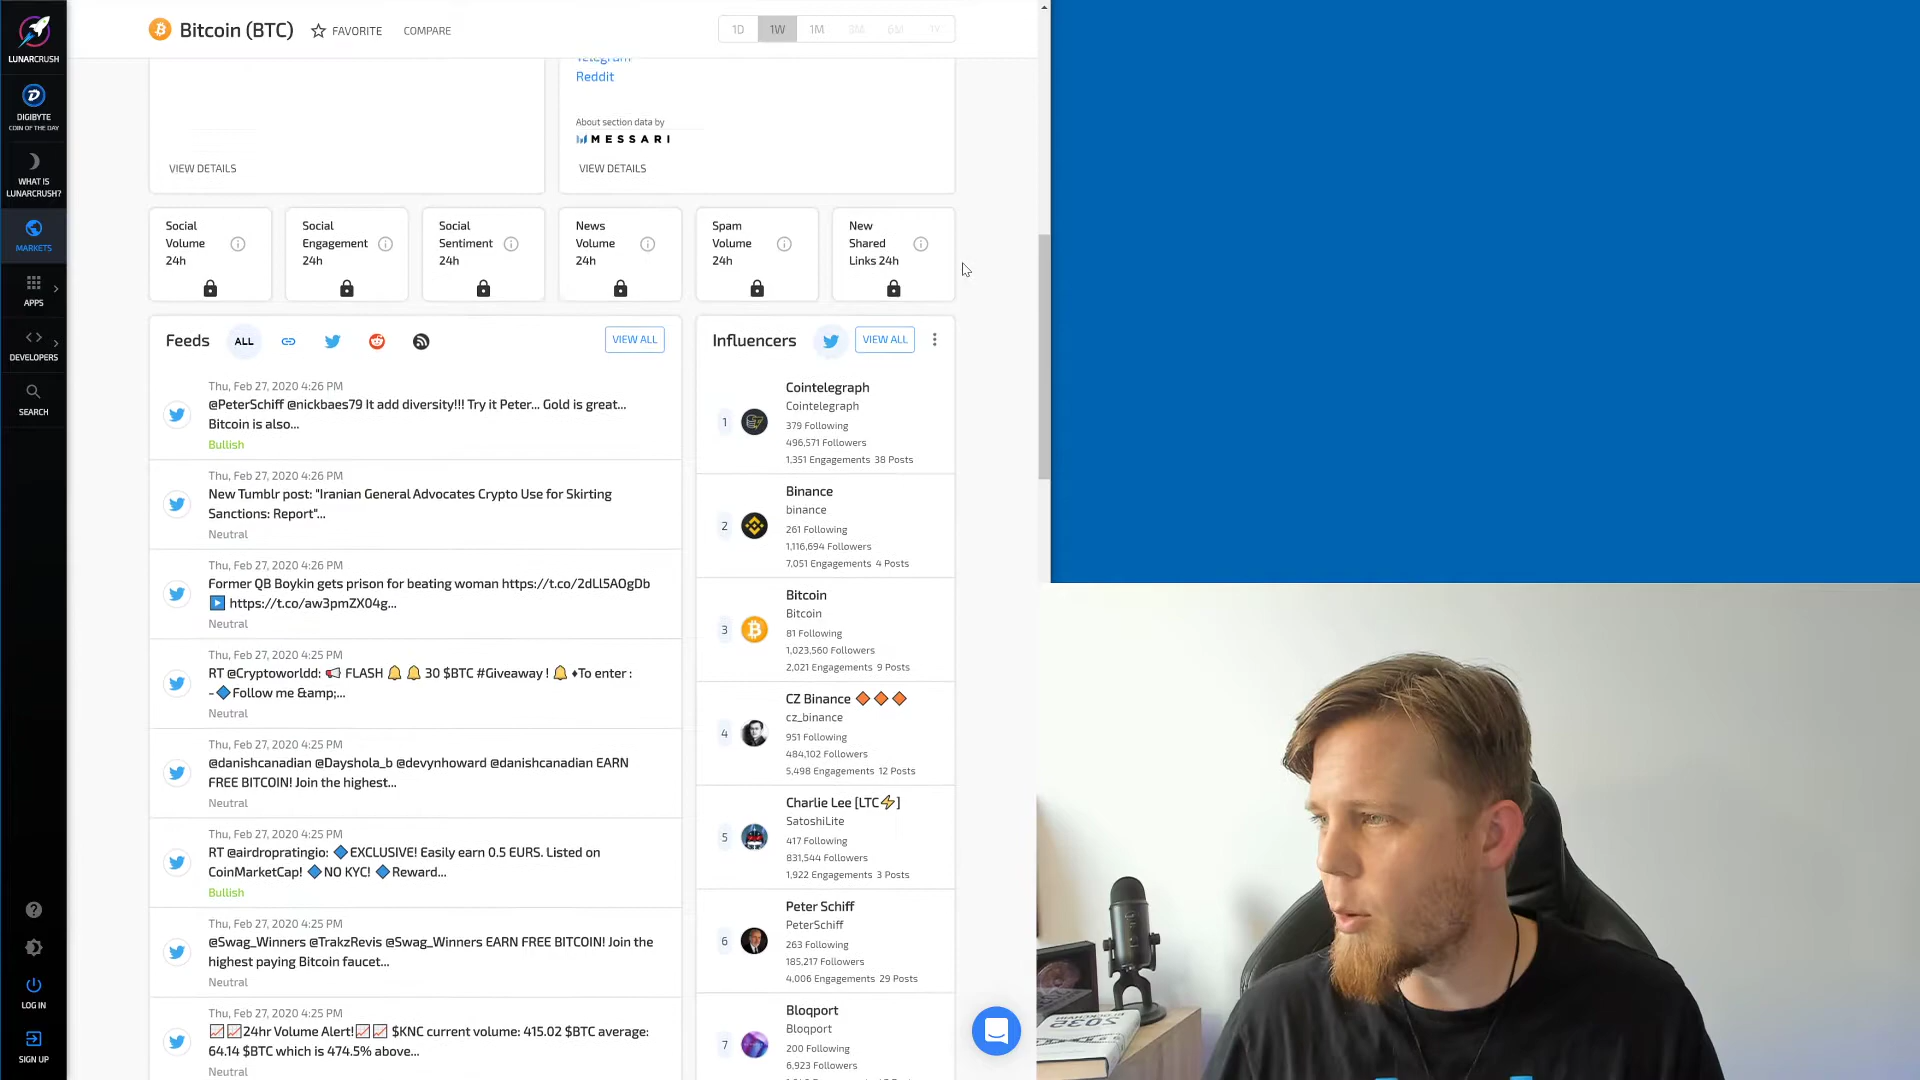 LUNARCRUSH
DIGIBYTE
COIN OF THE DAY
WHAT IS
LUNARCRUSH?
MARKETS
APPS
DEVELOPERS
SEARCH
LOG IN
SIGN UP
Bitcoin (BTC)
FAVORITE
COMPARE
1D
1W
1M
3M
6M
1Y
Telegram
Reddit
About section data by
MESSARI
VIEW DETAILS
VIEW DETAILS
Social
Volume
24h
Social
Engagement
24h
Social
Sentiment
24h
News
Volume
24h
Spam
Volume
24h
New
Shared
Links 24h
Feeds
ALL
VIEW ALL
Thu, Feb 27, 2020 4:26 PM
@PeterSchiff @nickbaes79 It add diversity!!! Try it Peter... Gold is great...
Bitcoin is also...
Bullish
Thu, Feb 27, 2020 4:26 PM
New Tumblr post: "Iranian General Advocates Crypto Use for Skirting
Sanctions: Report"...
Neutral
Thu, Feb 27, 2020 4:26 PM
Former QB Boykin gets prison for beating woman https://t.co/2dLl5AOgDb
▶ https://t.co/aw3pmZX04g...
Neutral
Thu, Feb 27, 2020 4:25 PM
RT @Cryptoworldd: 📢 FLASH 🔔 🔔 30 $BTC #Giveaway ! 🔔 ♦To enter :
-🔷Follow me &amp;...
Neutral
Thu, Feb 27, 2020 4:25 PM
@danishcanadian @Dayshola_b @devynhoward @danishcanadian EARN
FREE BITCOIN! Join the highest...
Neutral
Thu, Feb 27, 2020 4:25 PM
RT @airdropratingio: 🔷EXCLUSIVE! Easily earn 0.5 EURS. Listed on
CoinMarketCap! 🔷NO KYC! 🔷Reward...
Bullish
Thu, Feb 27, 2020 4:25 PM
@Swag_Winners @TrakzRevis @Swag_Winners EARN FREE BITCOIN! Join the
highest paying Bitcoin faucet...
Neutral
Thu, Feb 27, 2020 4:25 PM
📈📈24hr Volume Alert!📈📈 $KNC current volume: 415.02 $BTC average:
64.14 $BTC which is 474.5% above...
Neutral
Influencers
VIEW ALL
1
Cointelegraph
Cointelegraph
379 Following
496,571 Followers
1,351 Engagements 38 Posts
2
Binance
binance
261 Following
1,116,694 Followers
7,051 Engagements 4 Posts
3
Bitcoin
Bitcoin
81 Following
1,023,560 Followers
2,021 Engagements 9 Posts
4
CZ Binance 🔶 🔶 🔶
cz_binance
951 Following
484,102 Followers
5,498 Engagements 12 Posts
5
Charlie Lee [LTC⚡]
SatoshiLite
417 Following
831,544 Followers
1,922 Engagements 3 Posts
6
Peter Schiff
PeterSchiff
263 Following
185,217 Followers
4,006 Engagements 29 Posts
7
Bloqport
Bloqport
200 Following
6,923 Followers